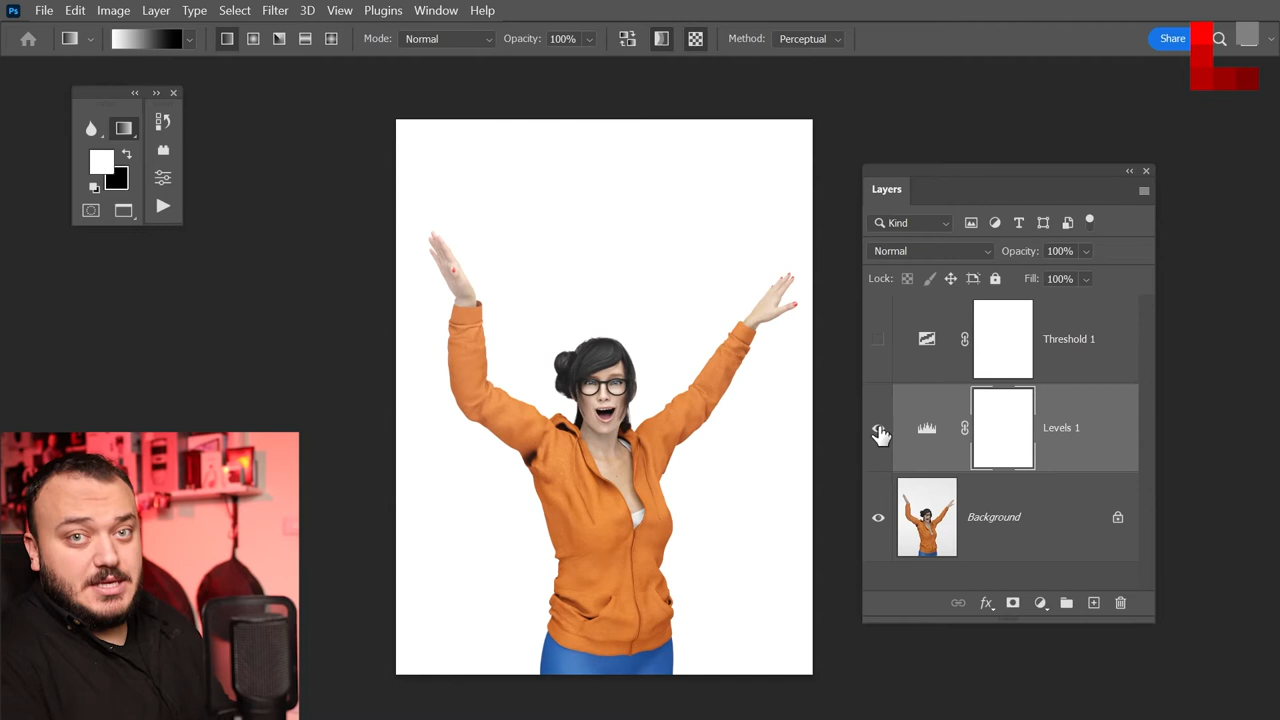 Ps File Edit Image Layer Type Select Filter 3D View Plugins Window Help
Mode: Normal Opacity: 100% Method: Perceptual Share
Layers
Kind T
Normal Opacity: 100%
Lock: Fill: 100%
Threshold 1
Levels 1
Background
fx